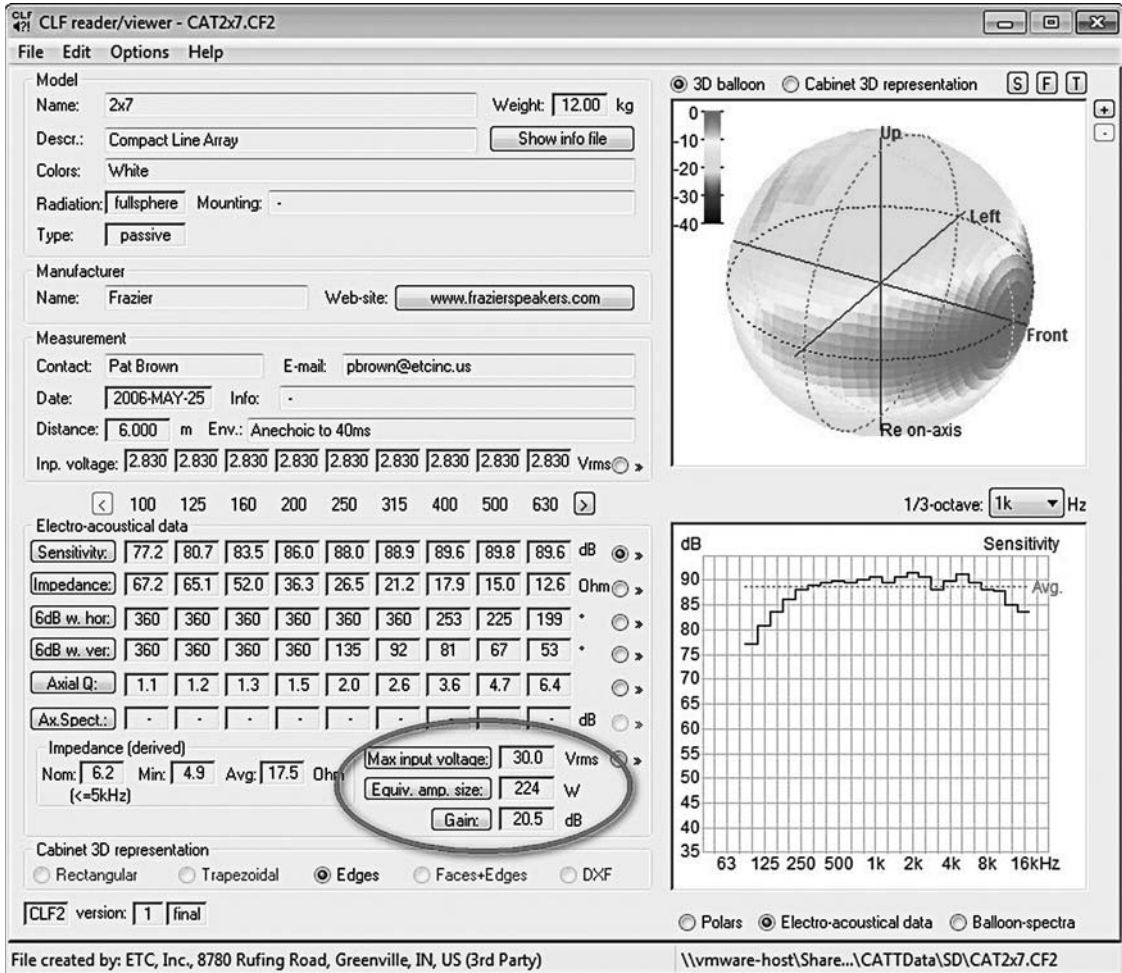 CLF reader/viewer - CAT2x7.CF2
File Edit Options Help
Model
Name: 2x7 Weight: 12.00 kg
Descr.: Compact Line Array Show info file
Colors: White
Radiation: fullsphere Mounting: -
Type: passive
Manufacturer
Name: Frazier Web-site: www.frazierspeakers.com
Measurement
Contact: Pat Brown E-mail: pbrown@etcinc.us
Date: 2006-MAY-25 Info: -
Distance: 6.000 m Env.: Anechoic to 40ms
Inp. voltage: 2.830 2.830 2.830 2.830 2.830 2.830 2.830 2.830 2.830 Vrms »
< 100 125 160 200 250 315 400 500 630 >
Electro-acoustical data
Sensitivity: 77.2 80.7 83.5 86.0 88.0 88.9 89.6 89.8 89.6 dB »
Impedance: 67.2 65.1 52.0 36.3 26.5 21.2 17.9 15.0 12.6 Ohm »
6dB w. hor: 360 360 360 360 360 360 253 225 199 ° »
6dB w. ver: 360 360 360 360 135 92 81 67 53 ° »
Axial Q: 1.1 1.2 1.3 1.5 2.0 2.6 3.6 4.7 6.4 »
Ax.Spect.: - - - - - - - - - dB »
Impedance (derived)
Nom: 6.2 Min: 4.9 Avg: 17.5 Ohm
(<=5kHz)
Max input voltage: 30.0 Vrms »
Equiv. amp. size: 224 W
Gain: 20.5 dB
Cabinet 3D representation
Rectangular Trapezoidal Edges Faces+Edges DXF
CLF2 version: 1 final
File created by: ETC, Inc., 8780 Rufing Road, Greenville, IN, US (3rd Party)
3D balloon Cabinet 3D representation S F T
+
-
0
-10
-20
-30
-40
Up
Left
Front
Re on-axis
1/3-octave: 1k Hz
dB Sensitivity
90
85
80
75
70
65
60
55
50
45
40
35
Avg.
63 125 250 500 1k 2k 4k 8k 16kHz
Polars Electro-acoustical data Balloon-spectra
\\vmware-host\Share...\CATTData\SD\CAT2x7.CF2